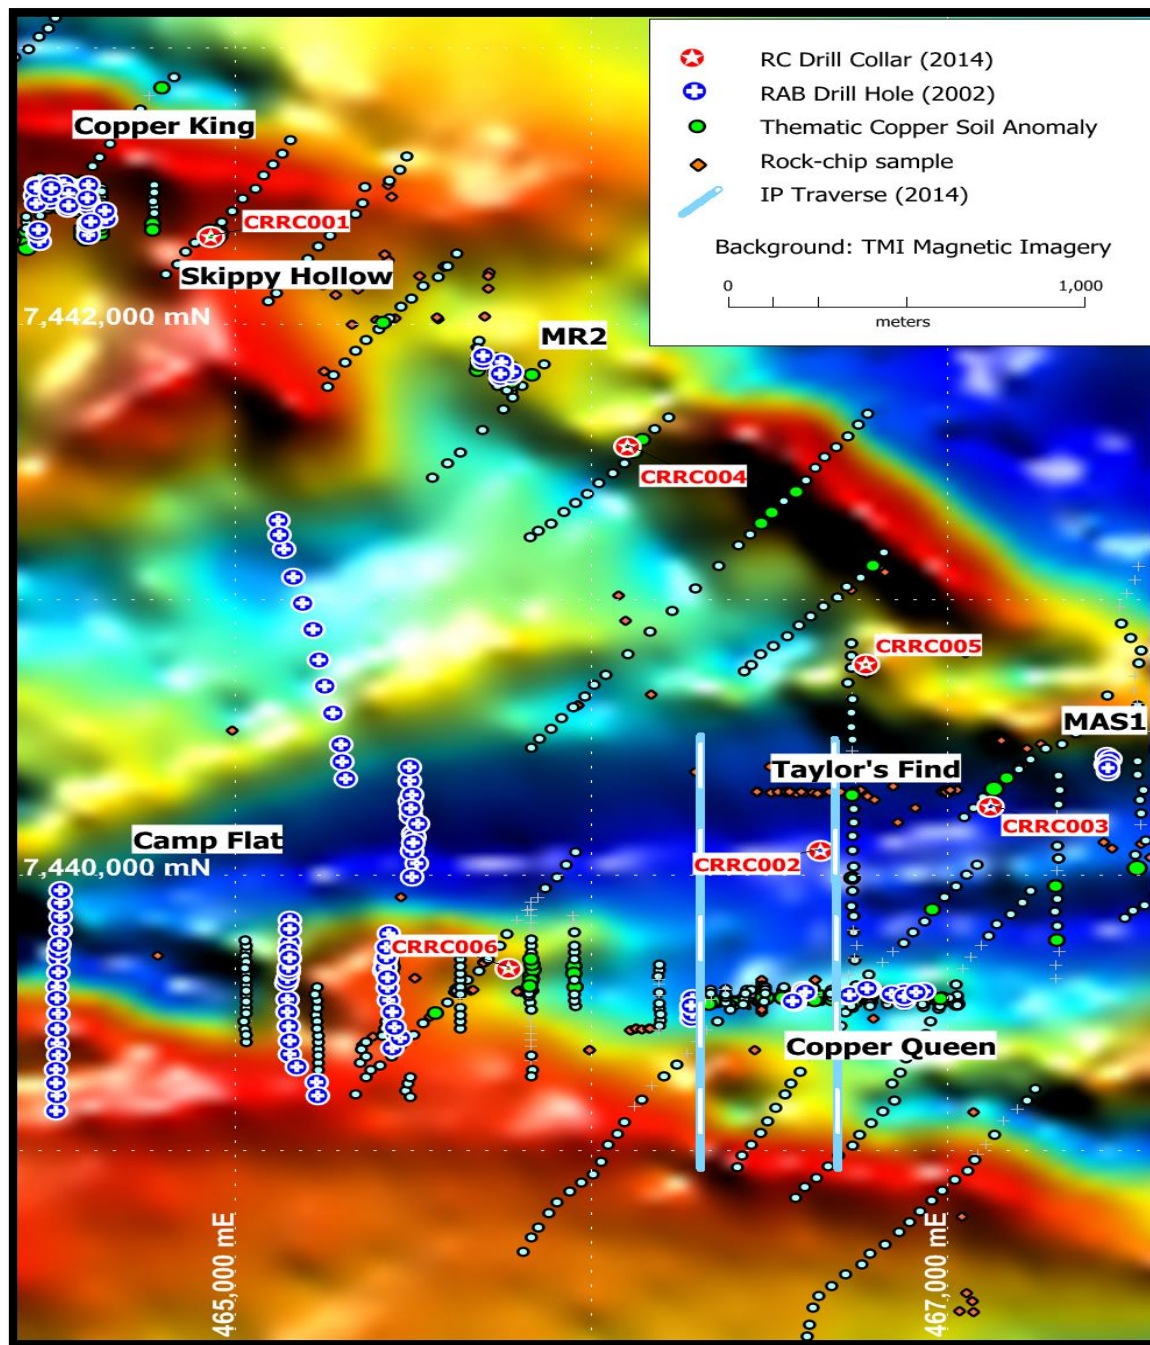 RC Drill Collar (2014)
RAB Drill Hole (2002)
Thematic Copper Soil Anomaly
Rock-chip sample
IP Traverse (2014)
Background: TMI Magnetic Imagery
0 1,000
meters
Copper King
CRRC001
Skippy Hollow
7,442,000 mN
MR2
CRRC004
CRRC005
MAS1
Taylor's Find
CRRC003
Camp Flat
CRRC002
7,440,000 mN
CRRC006
Copper Queen
465,000 mE
467,000 mE